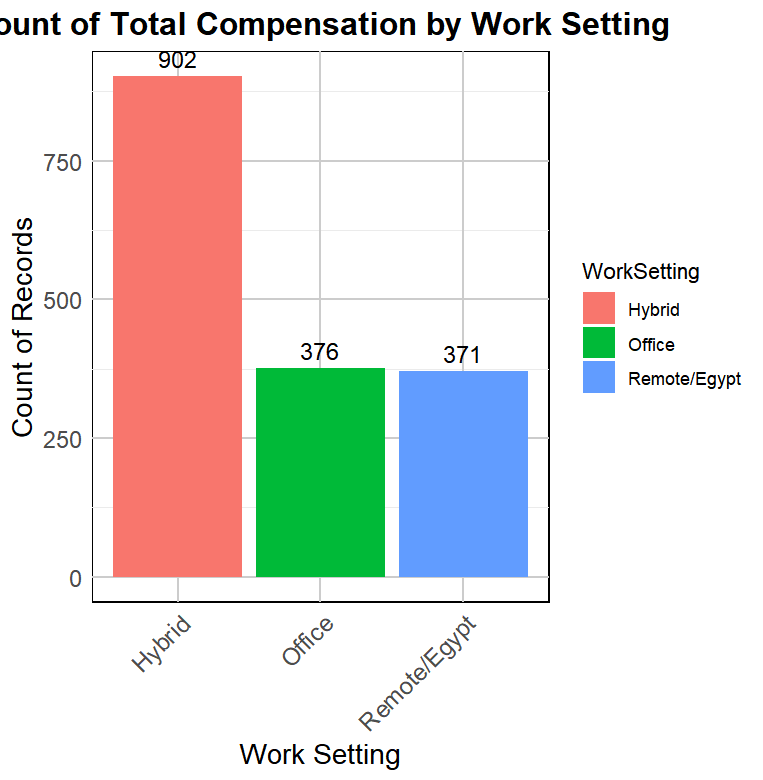 ount of Total Compensation by Work Setting
902
750
500
250
0
376
371
Count of Records
Hybrid
Office
Remote/Egypt
Work Setting
WorkSetting
Hybrid
Office
Remote/Egypt